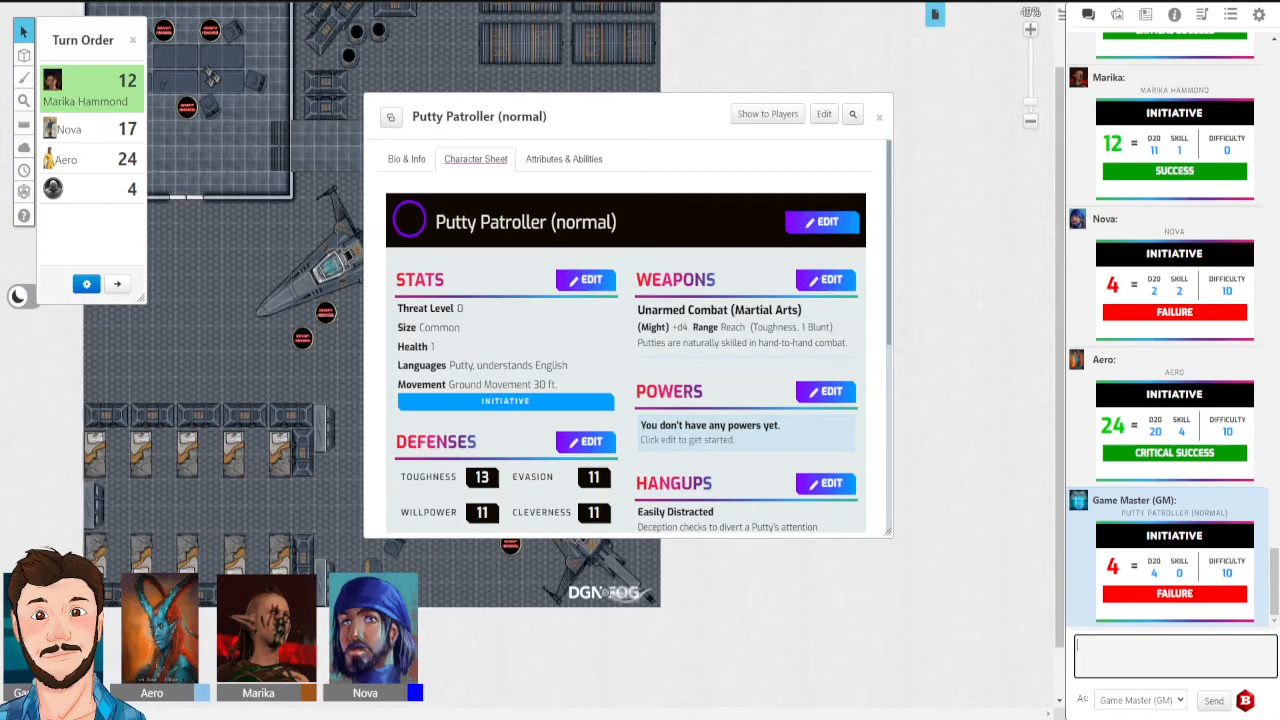 Turn Order ×
12
Marika Hammond
Nova 17
Aero 24
4
49%
Putty Patroller (normal)
Show to Players
Edit
×
Bio & Info
Character Sheet
Attributes & Abilities
Putty Patroller (normal)
EDIT
STATS
EDIT
Threat Level 0
Size Common
Health 1
Languages Putty, understands English
Movement Ground Movement 30 ft.
INITIATIVE
DEFENSES
EDIT
TOUGHNESS 13 EVASION 11
WILLPOWER 11 CLEVERNESS 11
WEAPONS
EDIT
Unarmed Combat (Martial Arts)
(Might) +d4. Range Reach (Toughness, 1 Blunt)
Putties are naturally skilled in hand-to-hand combat.
POWERS
EDIT
You don't have any powers yet.
Click edit to get started.
HANGUPS
EDIT
Easily Distracted
Deception checks to divert a Putty's attention
DGNFOG
Aero
Marika
Nova
CRITICAL SUCCESS
Marika:
MARIKA HAMMOND
INITIATIVE
12 = D20 11 SKILL 1 DIFFICULTY 0
SUCCESS
Nova:
NOVA
INITIATIVE
4 = D20 2 SKILL 2 DIFFICULTY 10
FAILURE
Aero:
AERO
INITIATIVE
24 = D20 20 SKILL 4 DIFFICULTY 10
CRITICAL SUCCESS
Game Master (GM):
PUTTY PATROLLER (NORMAL)
INITIATIVE
4 = D20 4 SKILL 0 DIFFICULTY 10
FAILURE
As: Game Master (GM)
Send
B